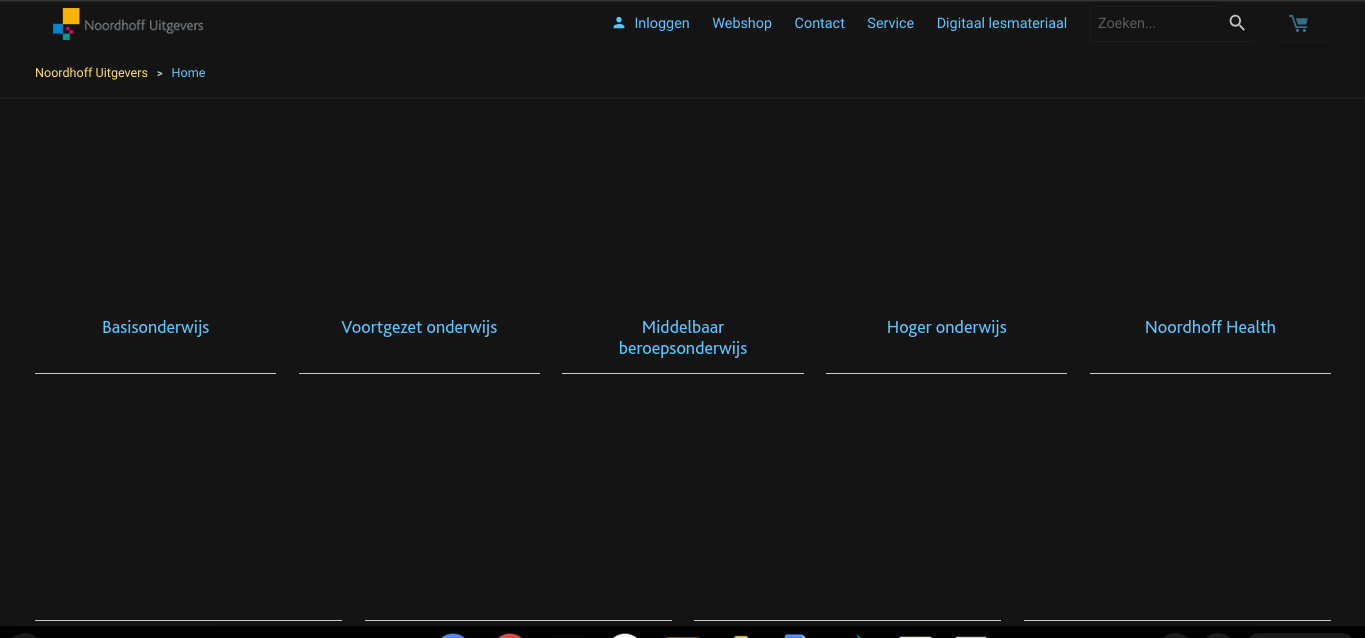 Noordhoff Uitgevers
Inloggen Webshop Contact Service Digitaal lesmateriaal Zoeken...
Noordhoff Uitgevers > Home
Basisonderwijs
Voortgezet onderwijs
Middelbaar
beroepsonderwijs
Hoger onderwijs
Noordhoff Health